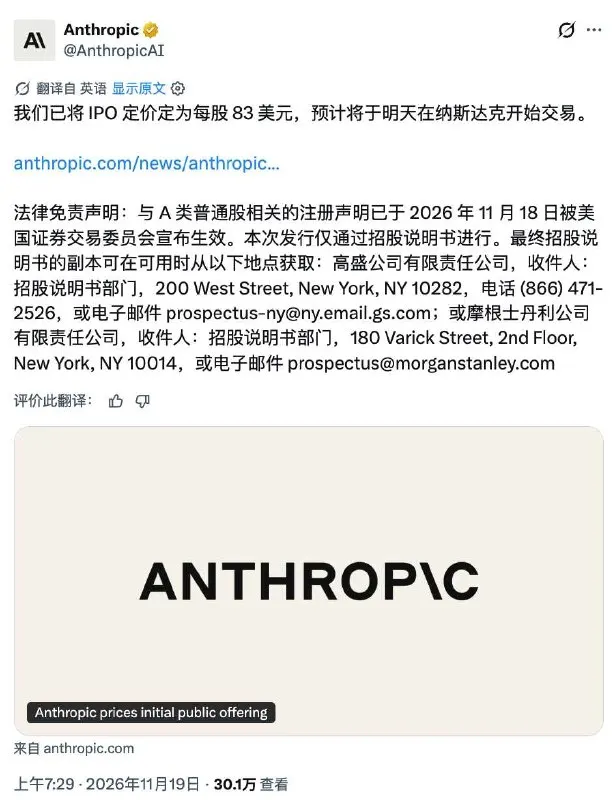 Anthropic
@AnthropicAI
翻译自 英语 显示原文
我们已将 IPO 定价定为每股 83 美元，预计将于明天在纳斯达克开始交易。
anthropic.com/news/anthropic...
法律免责声明：与 A 类普通股相关的注册声明已于 2026 年 11 月 18 日被美
国证券交易委员会宣布生效。本次发行仅通过招股说明书进行。最终招股说
明书的副本可在可用时从以下地点获取：高盛公司有限责任公司，收件人：
招股说明书部门，200 West Street, New York, NY 10282，电话 (866) 471-
2526，或电子邮件 prospectus-ny@ny.email.gs.com；或摩根士丹利公司
有限责任公司，收件人：招股说明书部门，180 Varick Street, 2nd Floor,
New York, NY 10014，或电子邮件 prospectus@morganstanley.com
评价此翻译：
ANTHROP\C
Anthropic prices initial public offering
来自 anthropic.com
上午7:29 · 2026年11月19日 · 30.1万 查看